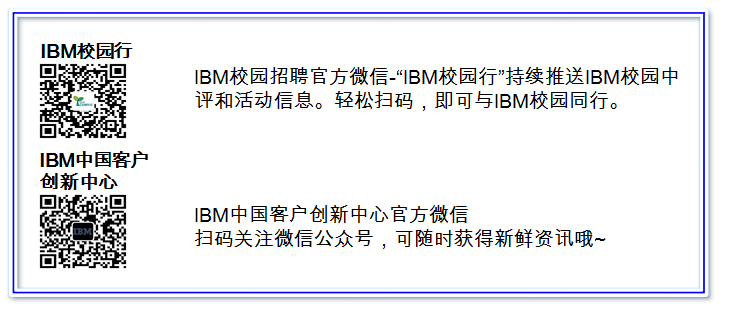 IBM校园行
IBM校园招聘官方微信-“IBM校园行”持续推送IBM校园中
评和活动信息。轻松扫码，即可与IBM校园同行。
IBM中国客户
创新中心
IBM
IBM中国客户创新中心官方微信
扫码关注微信公众号，可随时获得新鲜资讯哦~